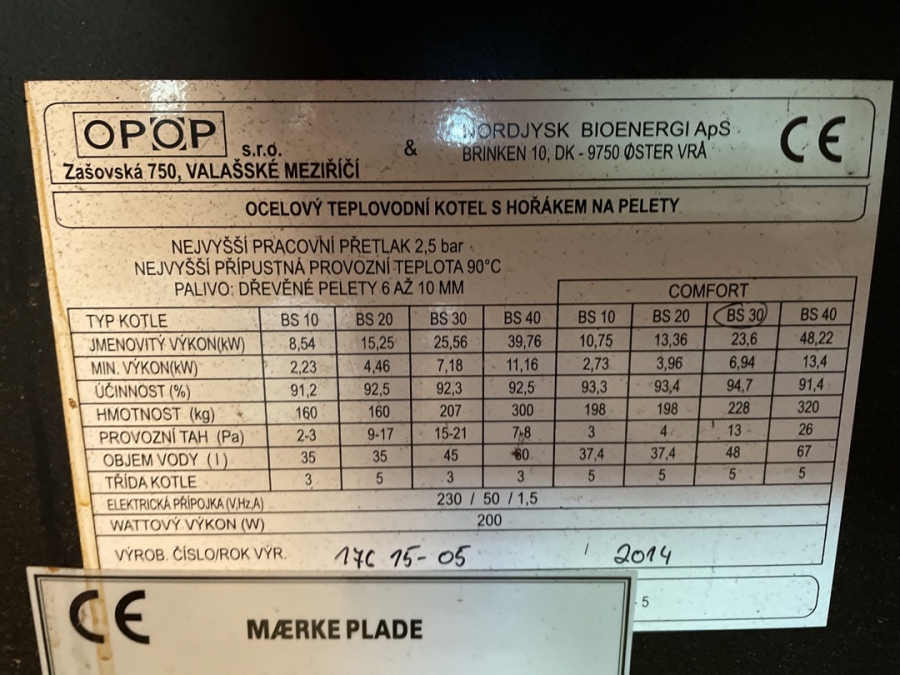 OPOP s.r.o.
Zašovská 750, VALAŠSKÉ MEZIŘÍČÍ
&
NORDJYSK BIOENERGI ApS
BRINKEN 10, DK - 9750 ØSTER VRÅ
CE
OCELOVÝ TEPLOVODNÍ KOTEL S HOŘÁKEM NA PELETY
NEJVYŠŠÍ PRACOVNÍ PŘETLAK 2,5 bar
NEJVYŠŠÍ PŘÍPUSTNÁ PROVOZNÍ TEPLOTA 90°C
PALIVO: DŘEVĚNÉ PELETY 6 AŽ 10 MM
COMFORT
TYP KOTLE BS 10 BS 20 BS 30 BS 40 BS 10 BS 20 BS 30 BS 40
JMENOVITÝ VÝKON(kW) 8,54 15,25 25,56 39,76 10,75 13,36 23,6 48,22
MIN. VÝKON(kW) 2,23 4,46 7,18 11,16 2,73 3,96 6,94 13,4
ÚČINNOST (%) 91,2 92,5 92,3 92,5 93,3 93,4 94,7 91,4
HMOTNOST (kg) 160 160 207 300 198 198 228 320
PROVOZNÍ TAH (Pa) 2-3 9-17 15-21 7-8 3 4 13 26
OBJEM VODY ( l ) 35 35 45 60 37,4 37,4 48 67
TŘÍDA KOTLE 3 5 3 3 5 5 5 5
ELEKTRICKÁ PŘÍPOJKA (V,Hz,A) 230 / 50 / 1,5
WATTOVÝ VÝKON (W) 200
VÝROB. ČÍSLO/ROK VÝR. 17C 15-05 / 2014
- 5
CE
MÆRKE PLADE